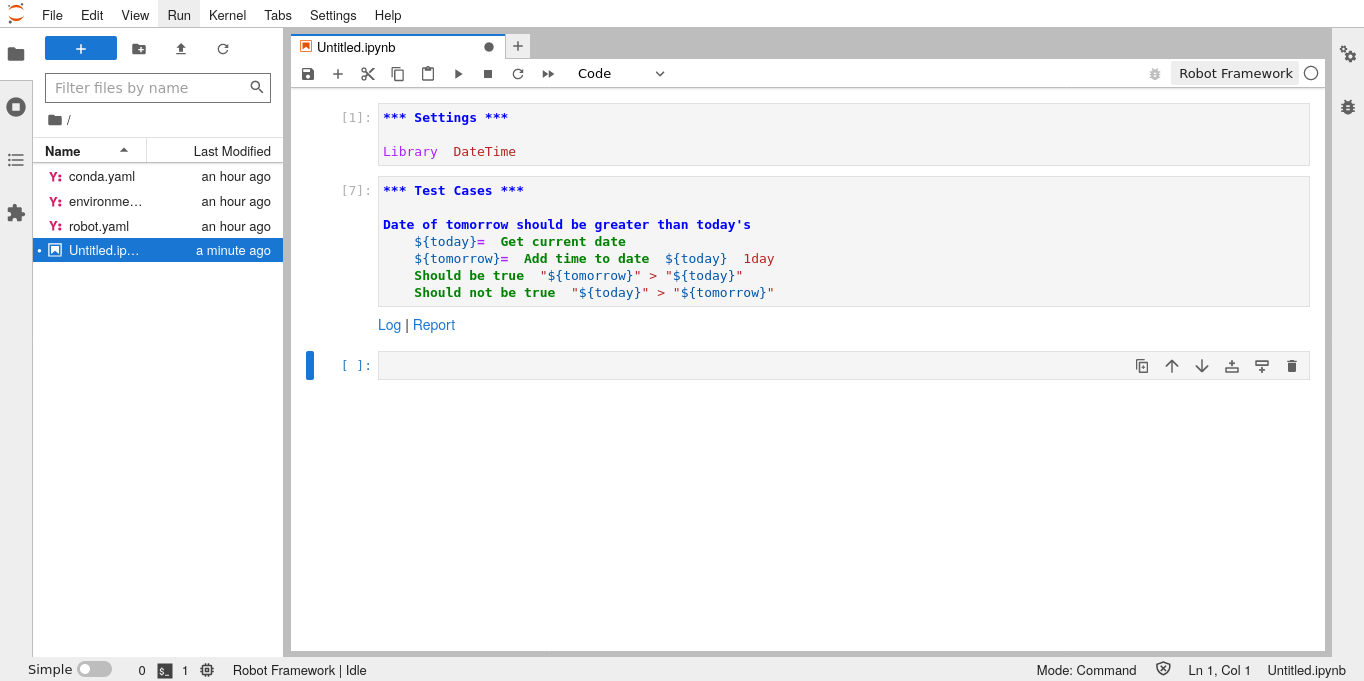 File Edit View Run Kernel Tabs Settings Help
Untitled.ipynb
Code
Robot Framework
Filter files by name
/
Name Last Modified
conda.yaml an hour ago
environme… an hour ago
robot.yaml an hour ago
Untitled.ip… a minute ago
[1]: *** Settings ***
Library  DateTime
[7]: *** Test Cases ***
Date of tomorrow should be greater than today's
    ${today}=  Get current date
    ${tomorrow}=  Add time to date  ${today}  1day
    Should be true  "${tomorrow}" > "${today}"
    Should not be true  "${today}" > "${tomorrow}"
Log | Report
[ ]:
Simple 0 $_ 1 Robot Framework | Idle Mode: Command Ln 1, Col 1 Untitled.ipynb